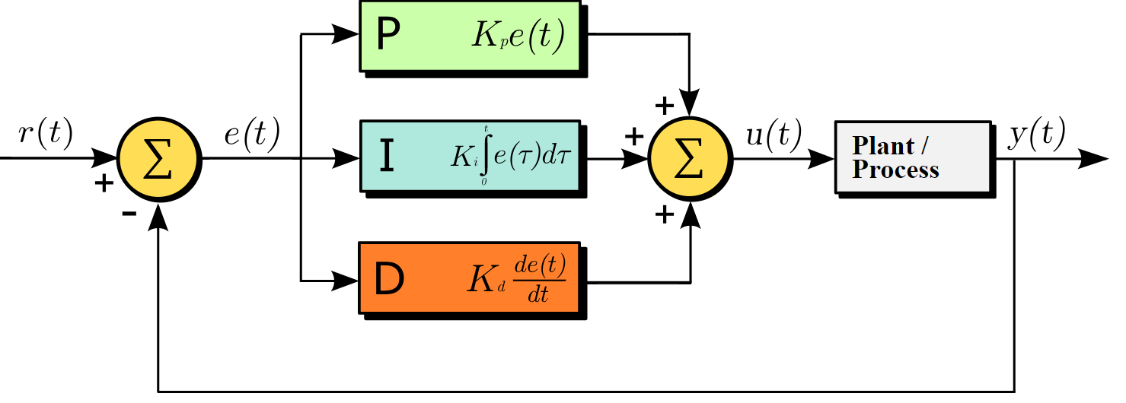 P K_p e(t)
r(t) Σ e(t) I K_i ∫_0^t e(τ)dτ Σ u(t) Plant / Process y(t)
+ - + + +
D K_d de(t)/dt